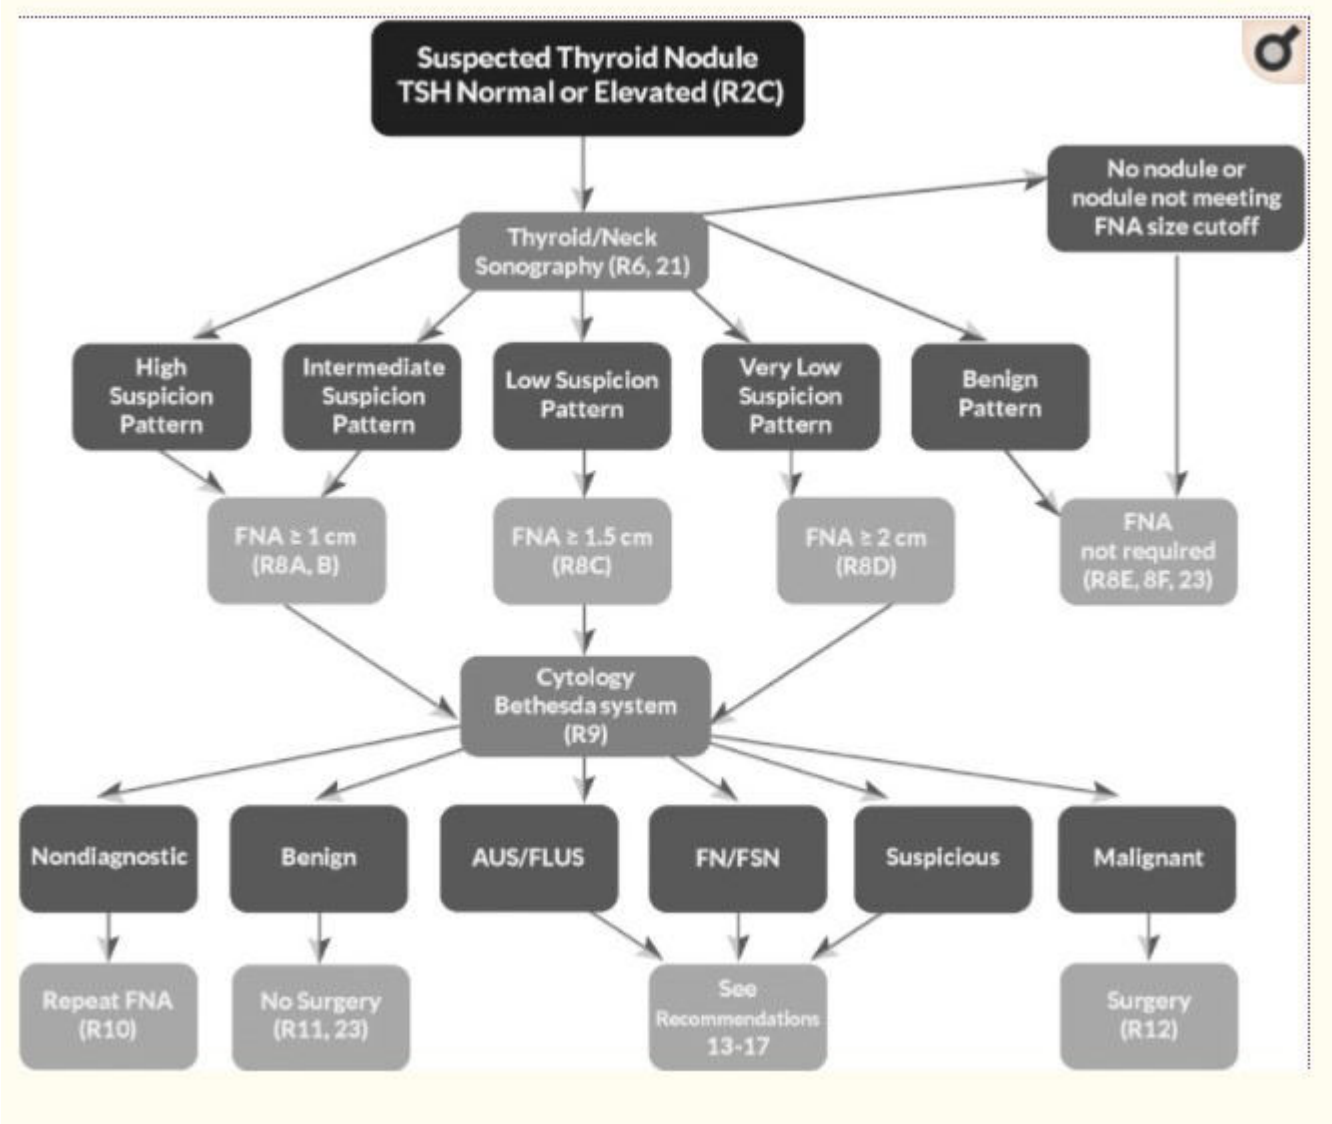 Suspected Thyroid Nodule
TSH Normal or Elevated (R2C)
No nodule or
nodule not meeting
FNA size cutoff
Thyroid/Neck
Sonography (R6, 21)
High
Suspicion
Pattern
Intermediate
Suspicion
Pattern
Low Suspicion
Pattern
Very Low
Suspicion
Pattern
Benign
Pattern
FNA ≥ 1 cm
(R8A, B)
FNA ≥ 1.5 cm
(R8C)
FNA ≥ 2 cm
(R8D)
FNA
not required
(R8E, 8F, 23)
Cytology
Bethesda system
(R9)
Nondiagnostic
Benign
AUS/FLUS
FN/FSN
Suspicious
Malignant
Repeat FNA
(R10)
No Surgery
(R11, 23)
See
Recommendations
13-17
Surgery
(R12)